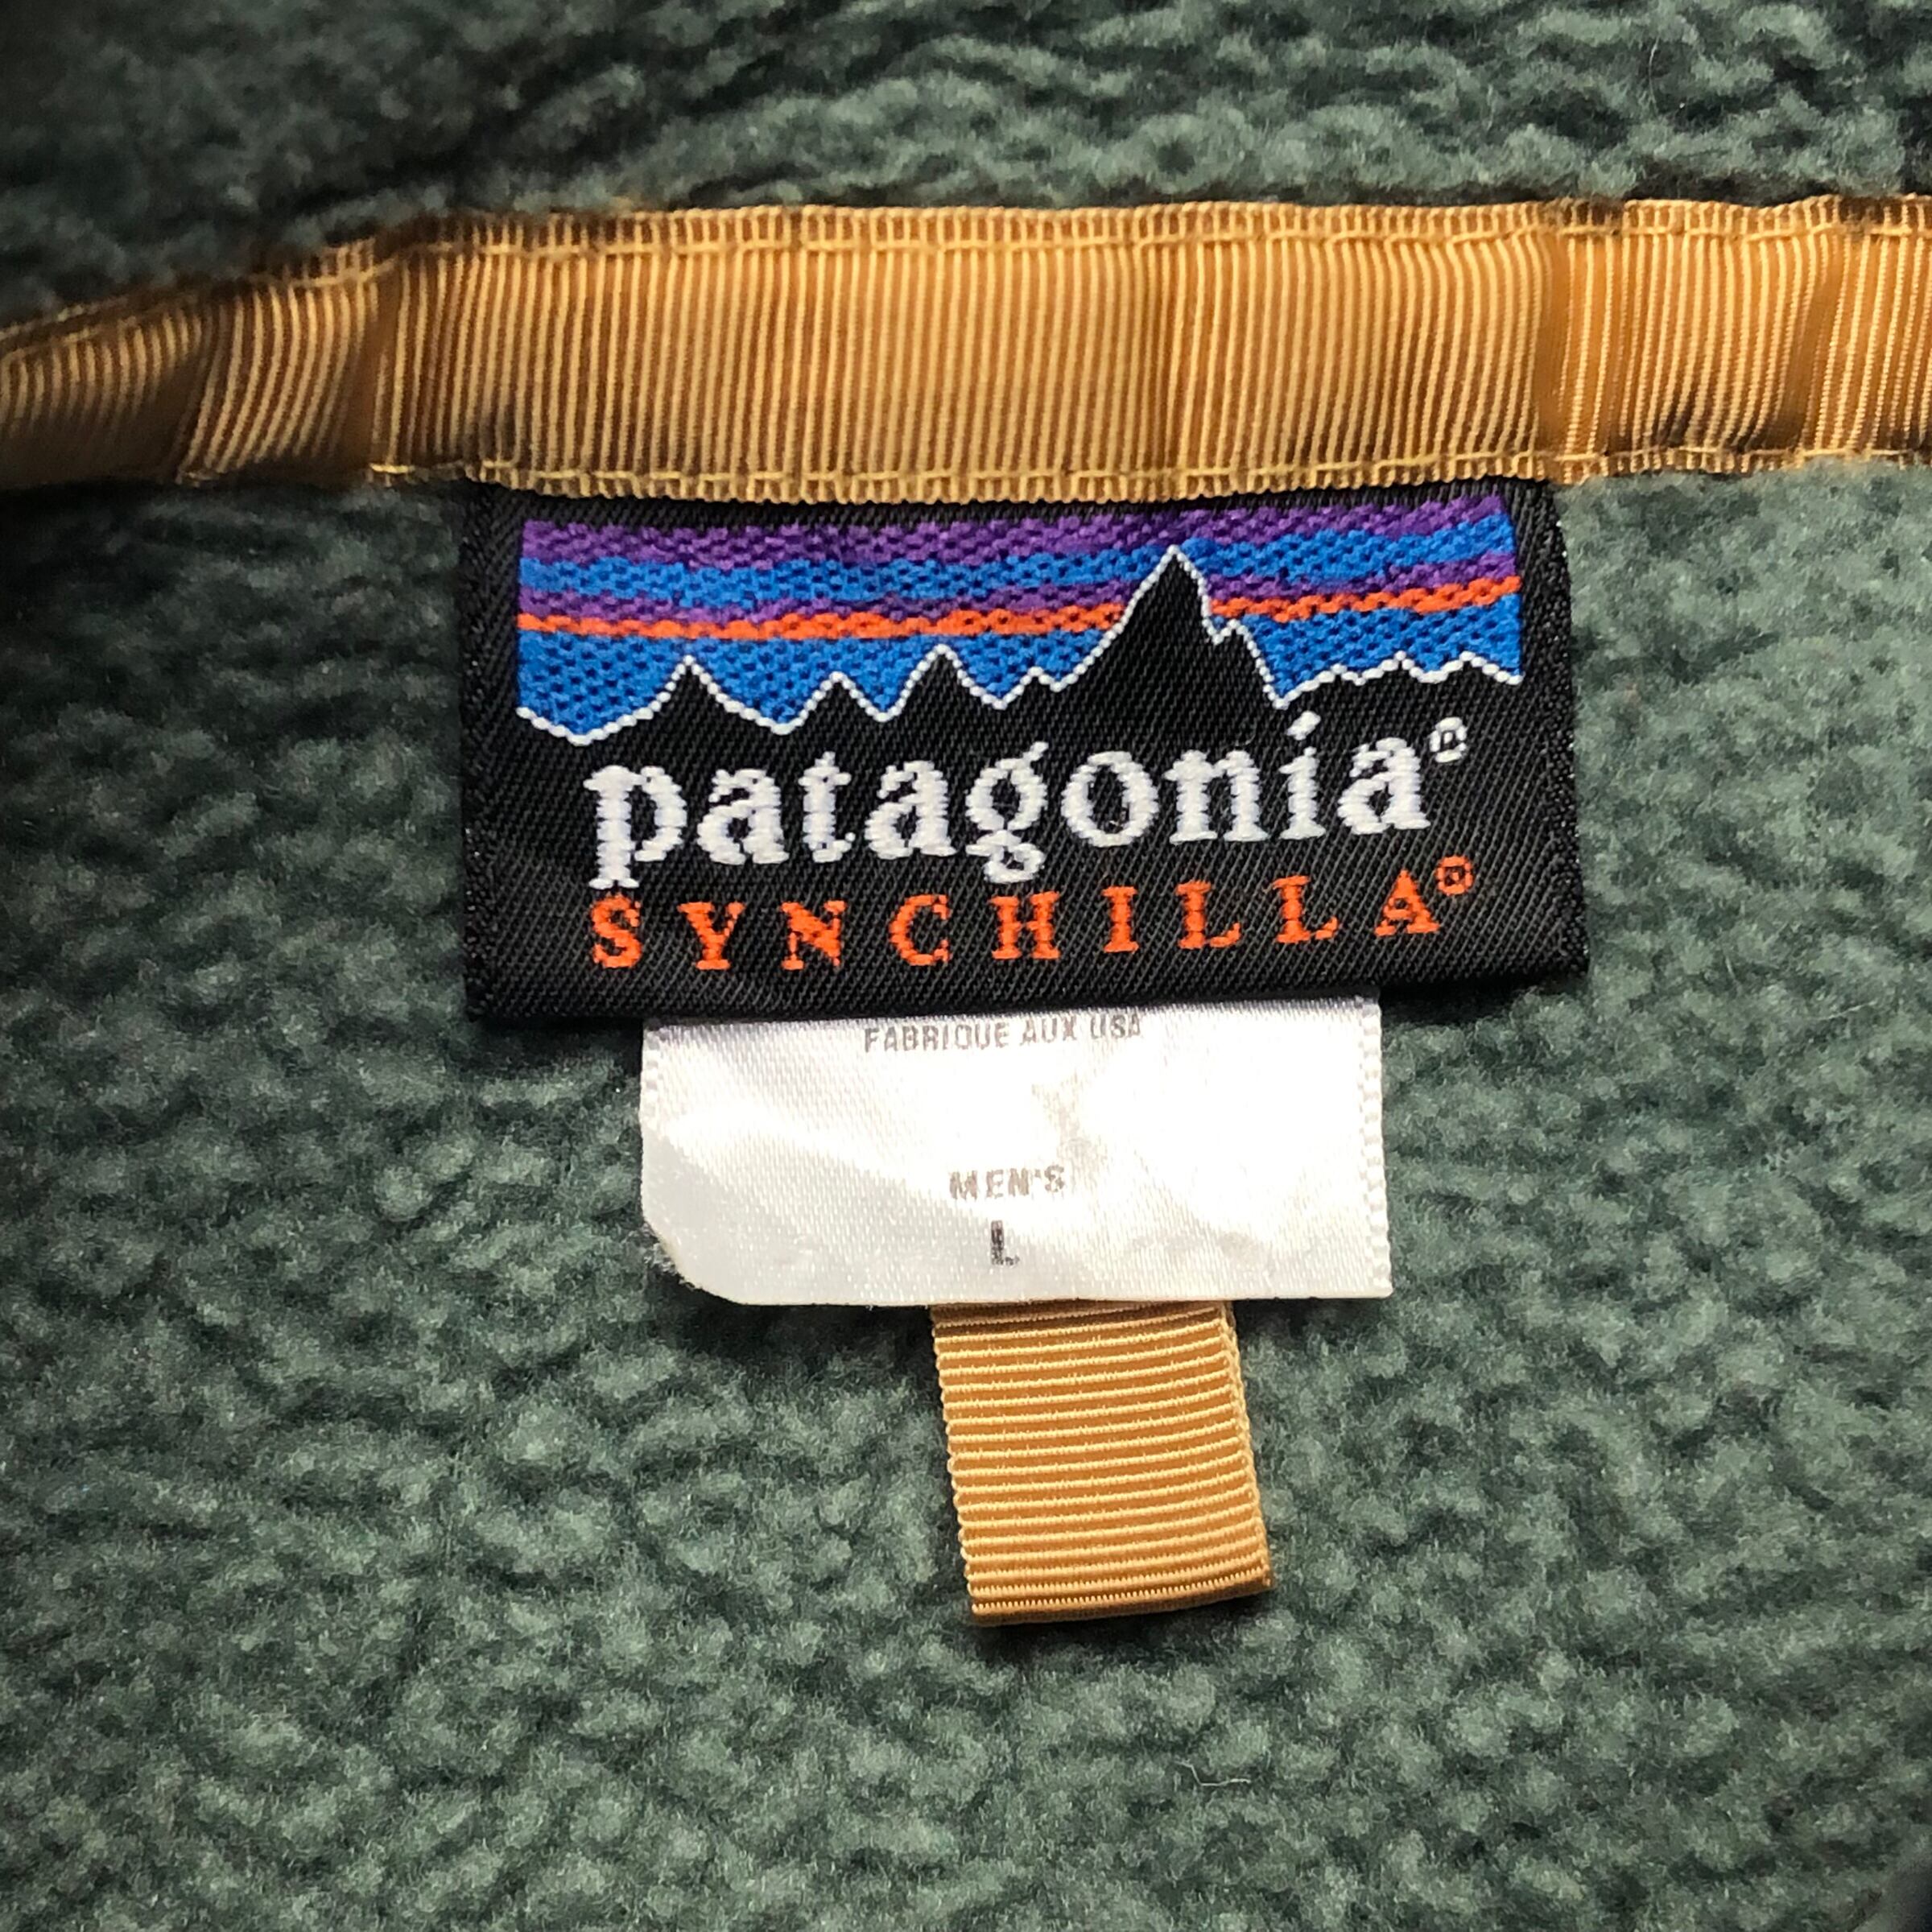 patagonia®
SYNCHILLA®
FABRIQUE AUX USA
MEN'S
L